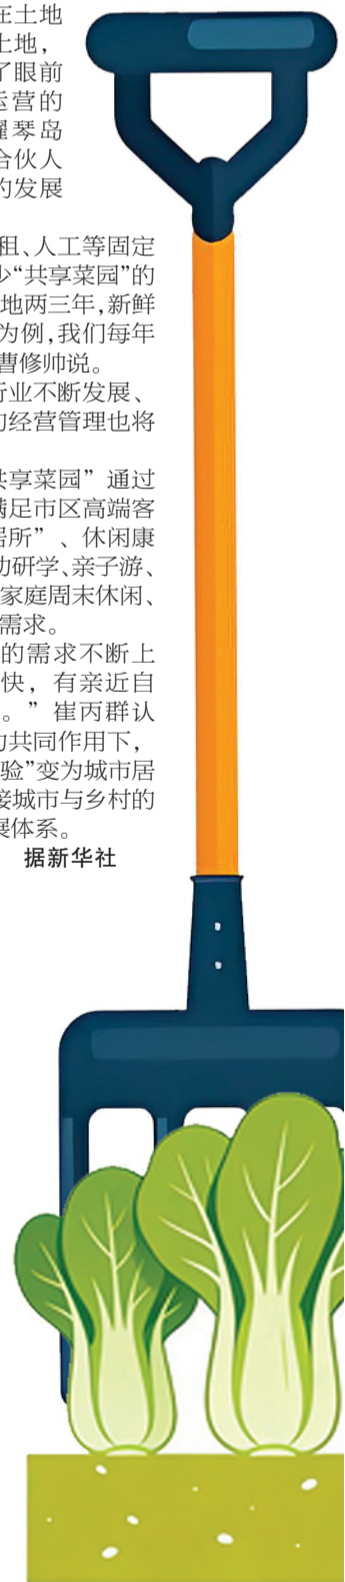 在土地
土地，
了眼前
运营的
耀琴岛
合伙人
的发展
租、人工等固定
少“共享菜园”的
地两三年，新鲜
为例，我们每年
曹修帅说。
行业不断发展、
的经营管理也将
共享菜园”通过
满足市区高端客
居所”、休闲康
动研学、亲子游、
家庭周末休闲、
需求。
的需求不断上
快，有亲近自
。”崔丙群认
力共同作用下，
验”变为城市居
接城市与乡村的
展体系。
据新华社